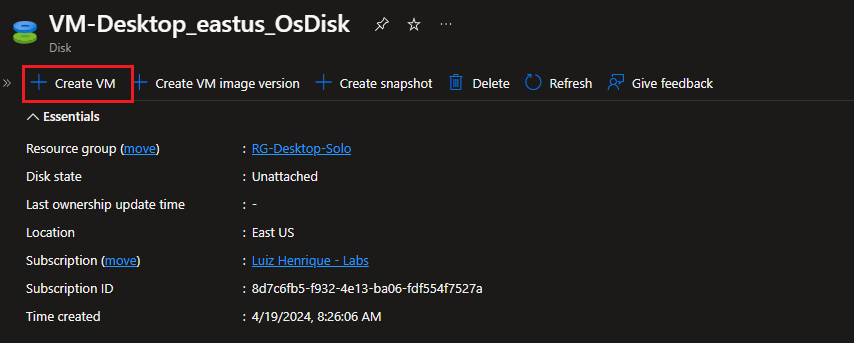 VM-Desktop_eastus_OsDisk
Disk
Create VM Create VM image version Create snapshot Delete Refresh Give feedback
Essentials
Resource group (move) : RG-Desktop-Solo
Disk state : Unattached
Last ownership update time : -
Location : East US
Subscription (move) : Luiz Henrique - Labs
Subscription ID : 8d7c6fb5-f932-4e13-ba06-fdf554f7527a
Time created : 4/19/2024, 8:26:06 AM